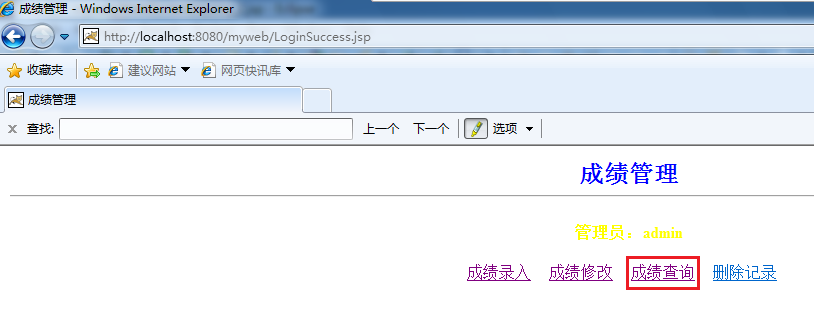 成绩管理 - Windows Internet Explorer
http://localhost:8080/myweb/LoginSuccess.jsp
收藏夹 建议网站 网页快讯库
成绩管理
x 查找: 上一个 下一个 选项
成绩管理
管理员：admin
成绩录入 成绩修改 成绩查询 删除记录